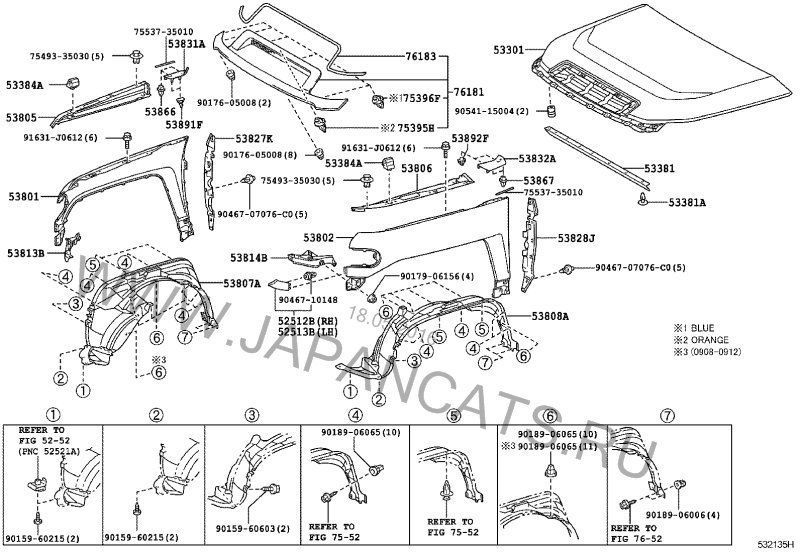 75537-35010
75493-35030(5)
53831A
53384A
53805
53866
53891F
91631-J0612(6)
53827K
53801
90467-07076-C0(5)
53813B
53807A
76183
90176-05008(2)
※1 75396F
76181
※2 75395H
90176-05008(8)
91631-J0612(6)
53384A
75493-35030(5)
53806
53892F
53832A
53867
75537-35010
53301
90541-15004(2)
53381
53381A
53802
53828J
53814B
90467-07076-C0(5)
90179-06156(4)
90467-10148
52512B(RH)
52513B(LH)
53808A
※1 BLUE
※2 ORANGE
※3 (0908-0912)
④ ⑤ ④
④ ④
③ ④
④ ⑥ ⑦
※3
② ① ⑥
⑥ ④ ⑤
③ ④ ④ ⑦ ⑥
① ②
WWW.JAPANCATS.RU
① ② ③ ④ ⑤ ⑥ ⑦
REFER TO
FIG 52-52
(PNC 52521A)
90159-60215(2)
90159-60215(2)
90159-60603(2)
90189-06065(10)
REFER TO
FIG 75-52
REFER TO
FIG 75-52
90189-06065(10)
※3 90189-06065(11)
90189-06006(4)
REFER TO
FIG 76-52
532135H